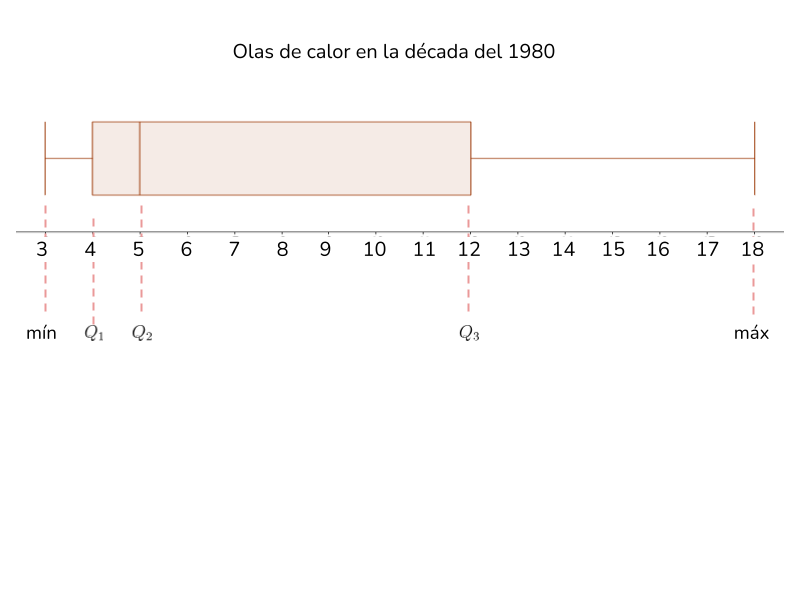 Olas de calor en la década del 1980
3 4 5 6 7 8 9 10 11 12 13 14 15 16 17 18
mín Q₁ Q₂ Q₃ máx